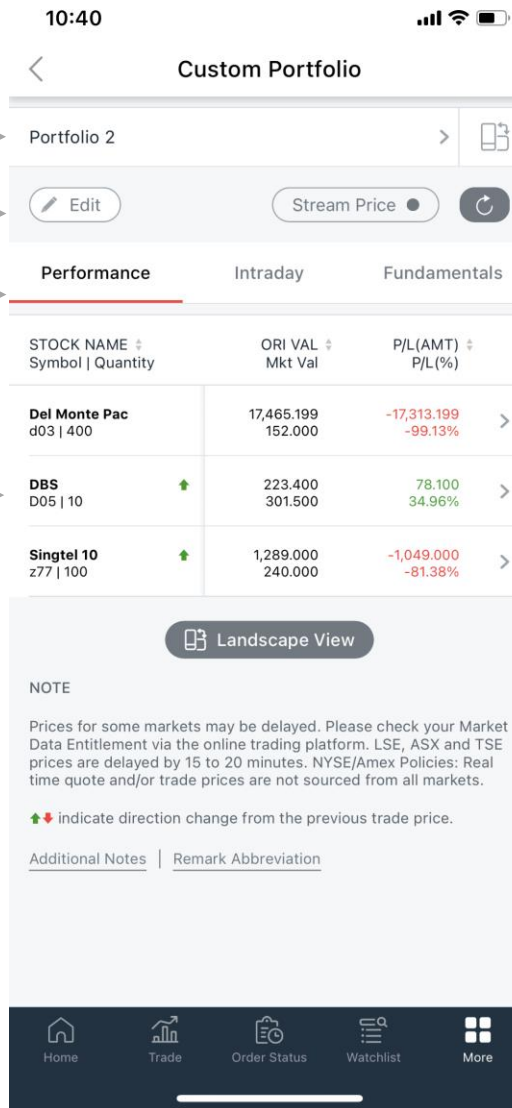 10:40
Custom Portfolio
Portfolio 2
Edit
Stream Price
Performance Intraday Fundamentals
STOCK NAME ORI VAL P/L(AMT)
Symbol | Quantity Mkt Val P/L(%)
Del Monte Pac 17,465.199 -17,313.199
d03 | 400 152.000 -99.13%
DBS 223.400 78.100
D05 | 10 301.500 34.96%
Singtel 10 1,289.000 -1,049.000
z77 | 100 240.000 -81.38%
Landscape View
NOTE
Prices for some markets may be delayed. Please check your Market
Data Entitlement via the online trading platform. LSE, ASX and TSE
prices are delayed by 15 to 20 minutes. NYSE/Amex Policies: Real
time quote and/or trade prices are not sourced from all markets.
indicate direction change from the previous trade price.
Additional Notes | Remark Abbreviation
Home Trade Order Status Watchlist More